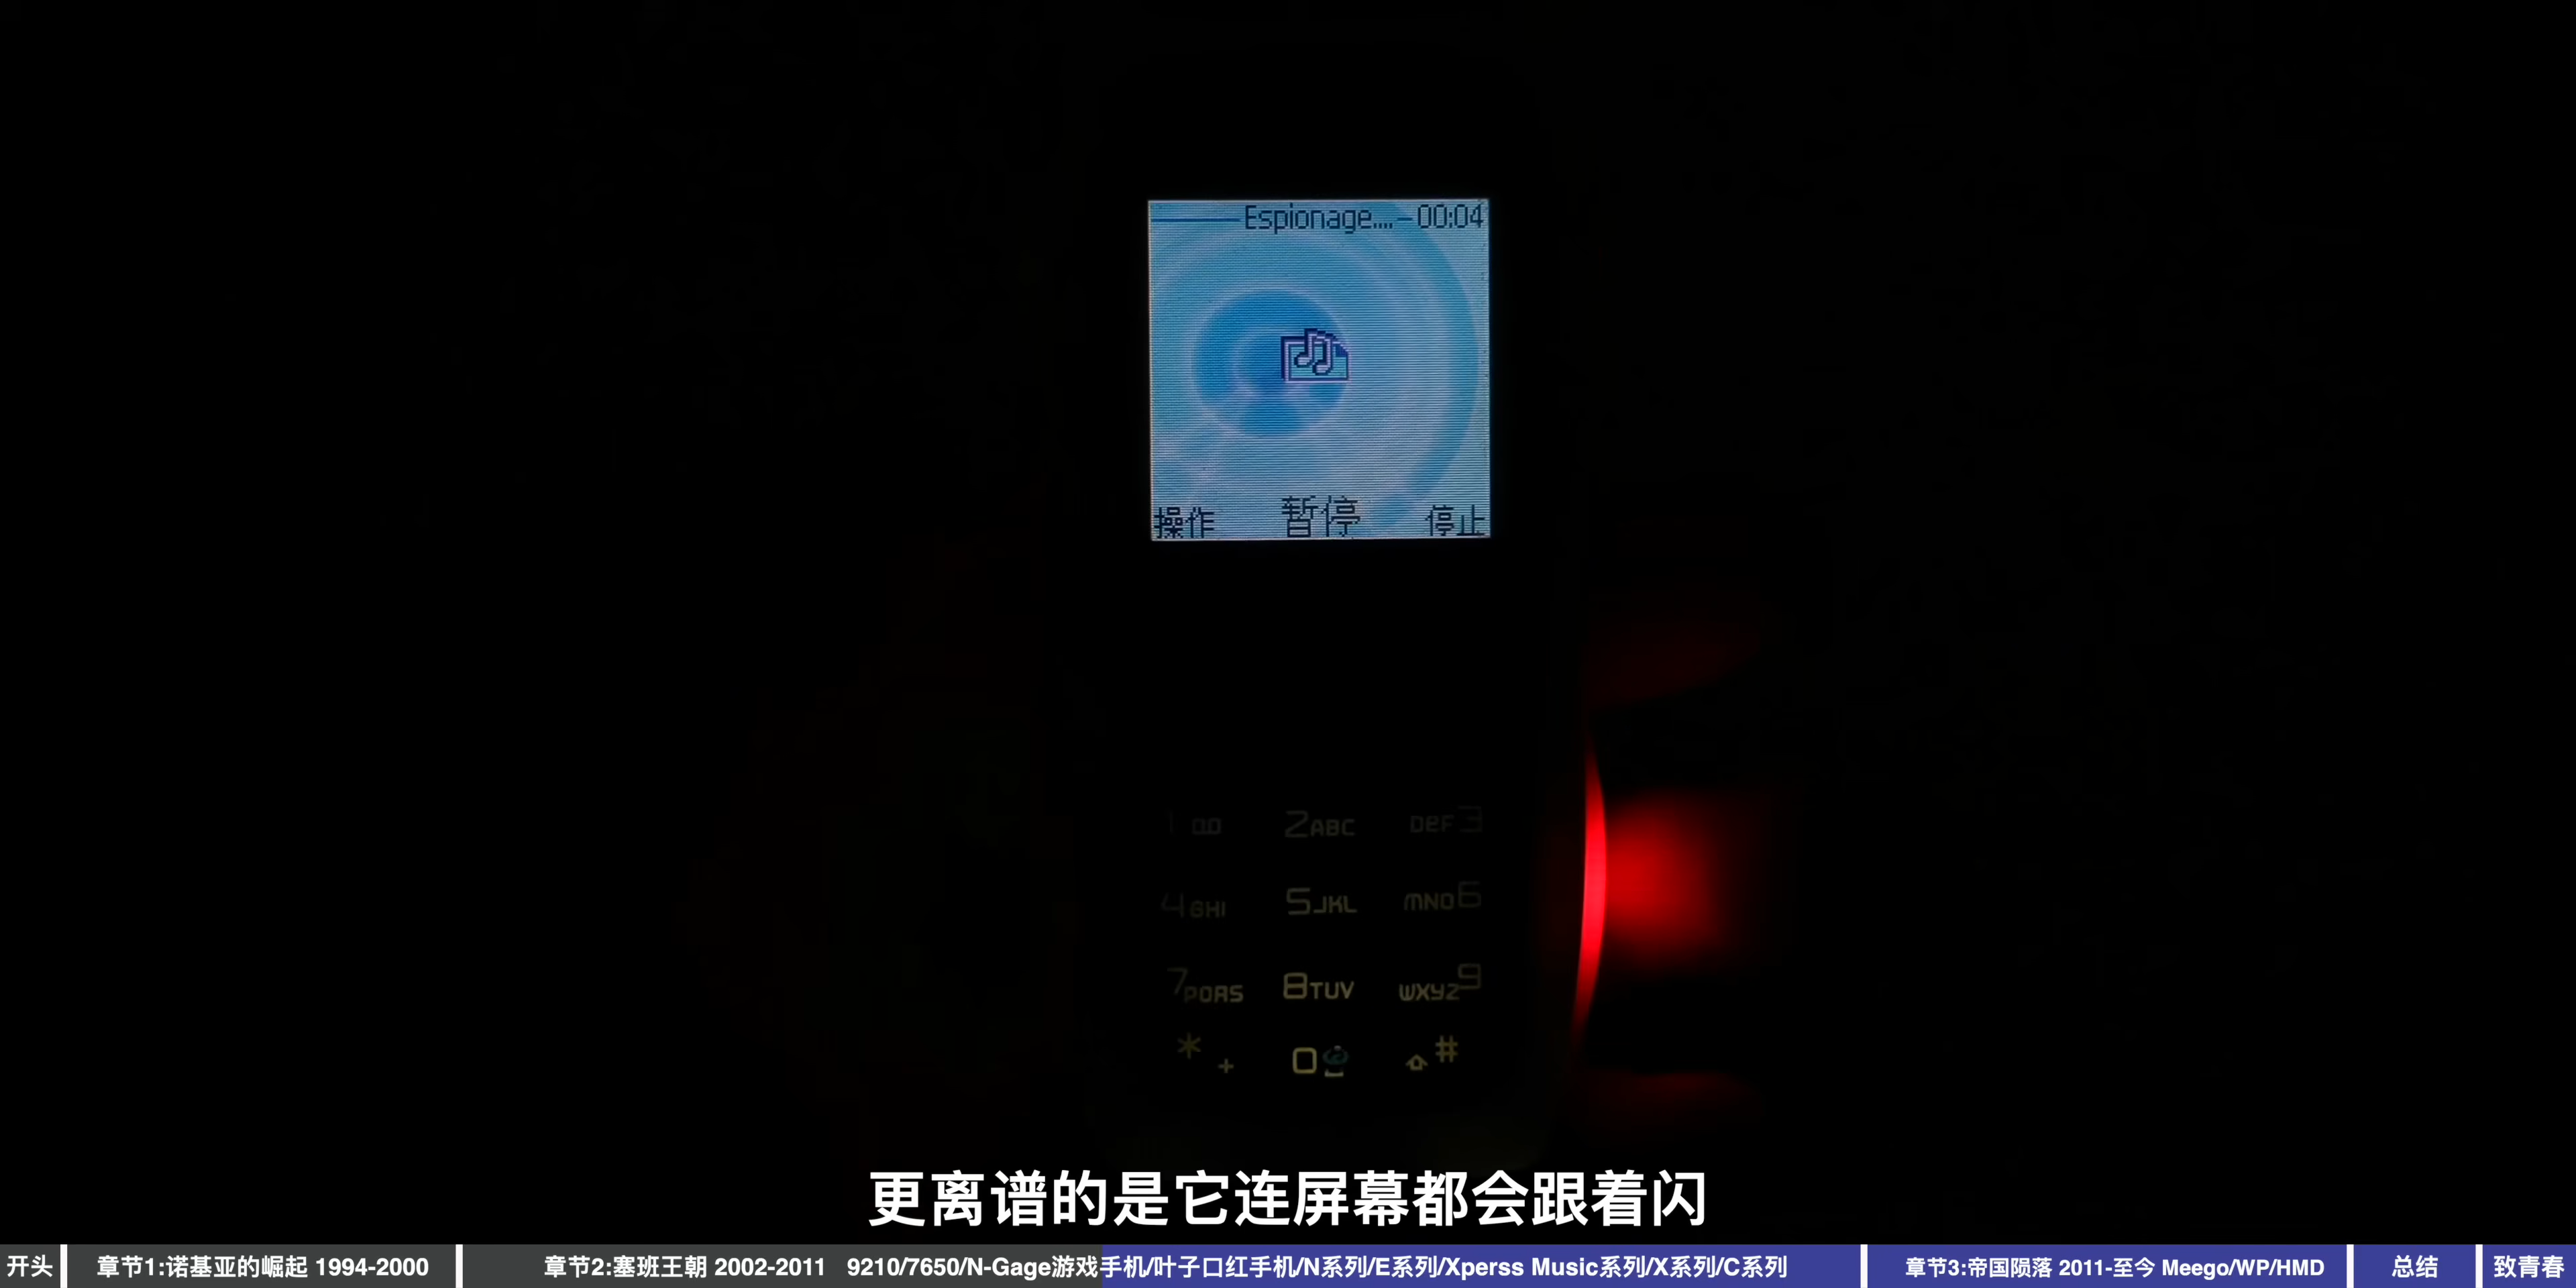 Espionage.... 00:04
操作 暂停 停止
1
2ABC
DEF3
4GHI
5JKL
MNO6
7PQRS
8TUV
WXYZ9
* +
0
#
更离谱的是它连屏幕都会跟着闪
开头 章节1:诺基亚的崛起 1994-2000 章节2:塞班王朝 2002-2011 9210/7650/N-Gage游戏手机/叶子口红手机/N系列/E系列/Xperss Music系列/X系列/C系列 章节3:帝国陨落 2011-至今 Meego/WP/HMD 总结 致青春